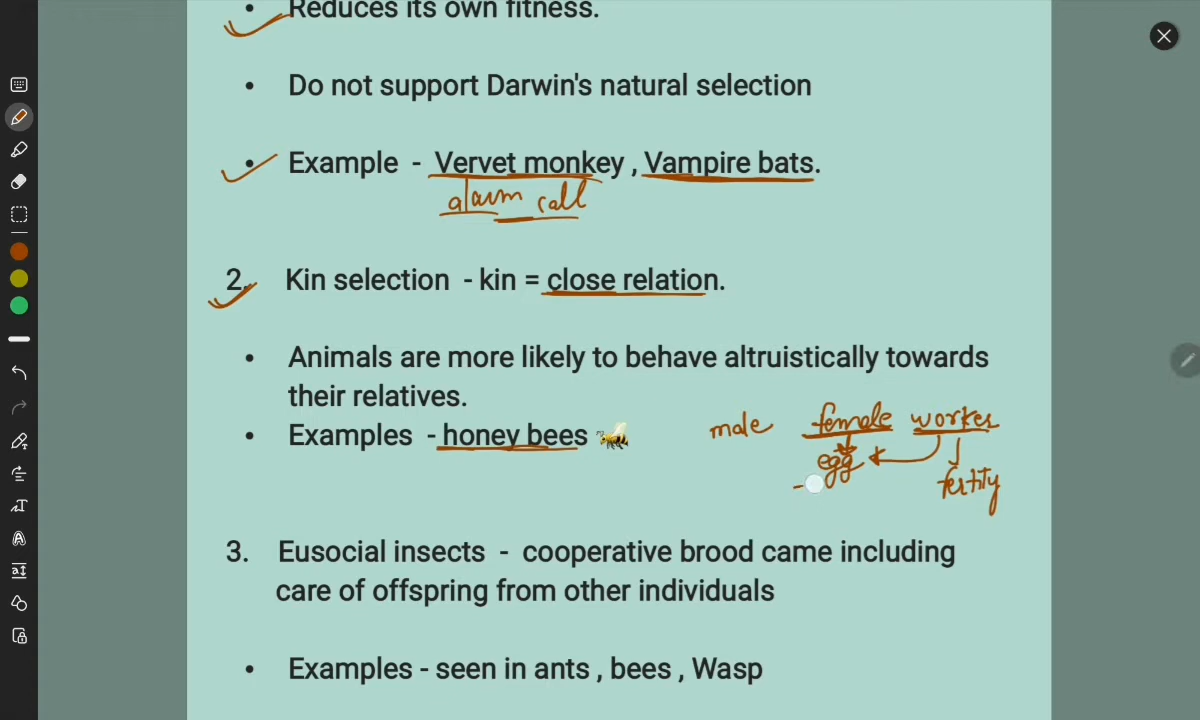 • Reduces its own fitness.
• Do not support Darwin's natural selection
• Example - Vervet monkey , Vampire bats.
alarm call
2. Kin selection - kin = close relation.
• Animals are more likely to behave altruistically towards
their relatives.
• Examples - honey bees 🐝 male female worker
egg
fertity
3. Eusocial insects - cooperative brood came including
care of offspring from other individuals
• Examples - seen in ants , bees , Wasp